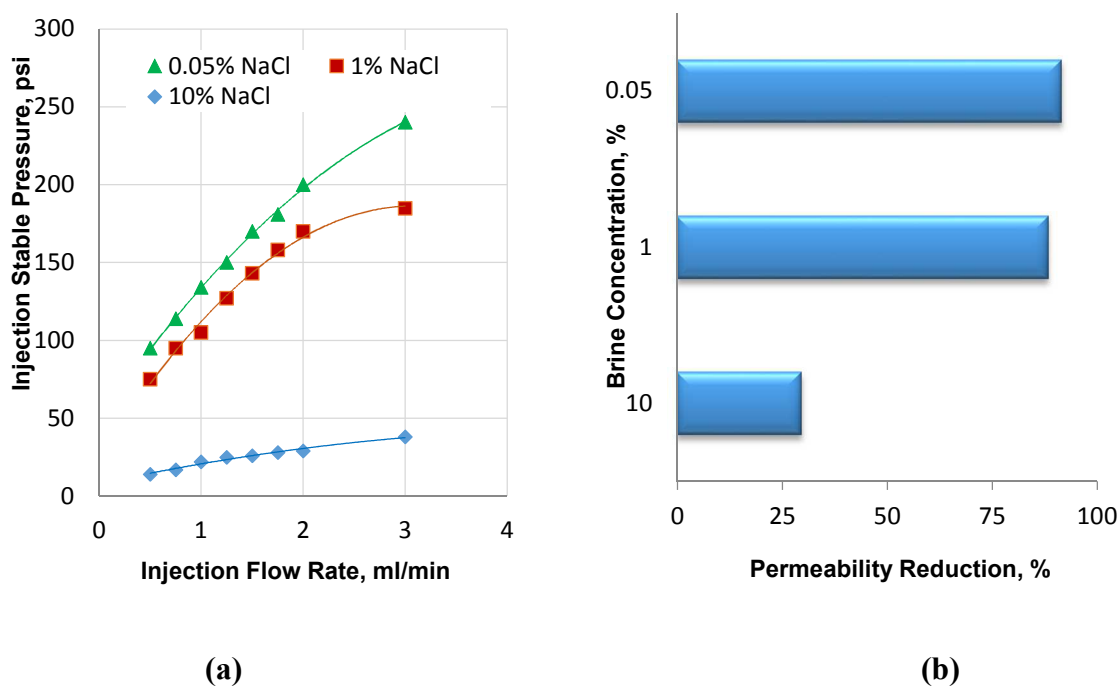 300
250
200
150
100
50
0
0 1 2 3 4
Injection Stable Pressure, psi
Injection Flow Rate, ml/min
0.05% NaCl 1% NaCl
10% NaCl
(a)
0.05
1
10
Brine Concentration, %
0 25 50 75 100
Permeability Reduction, %
(b)